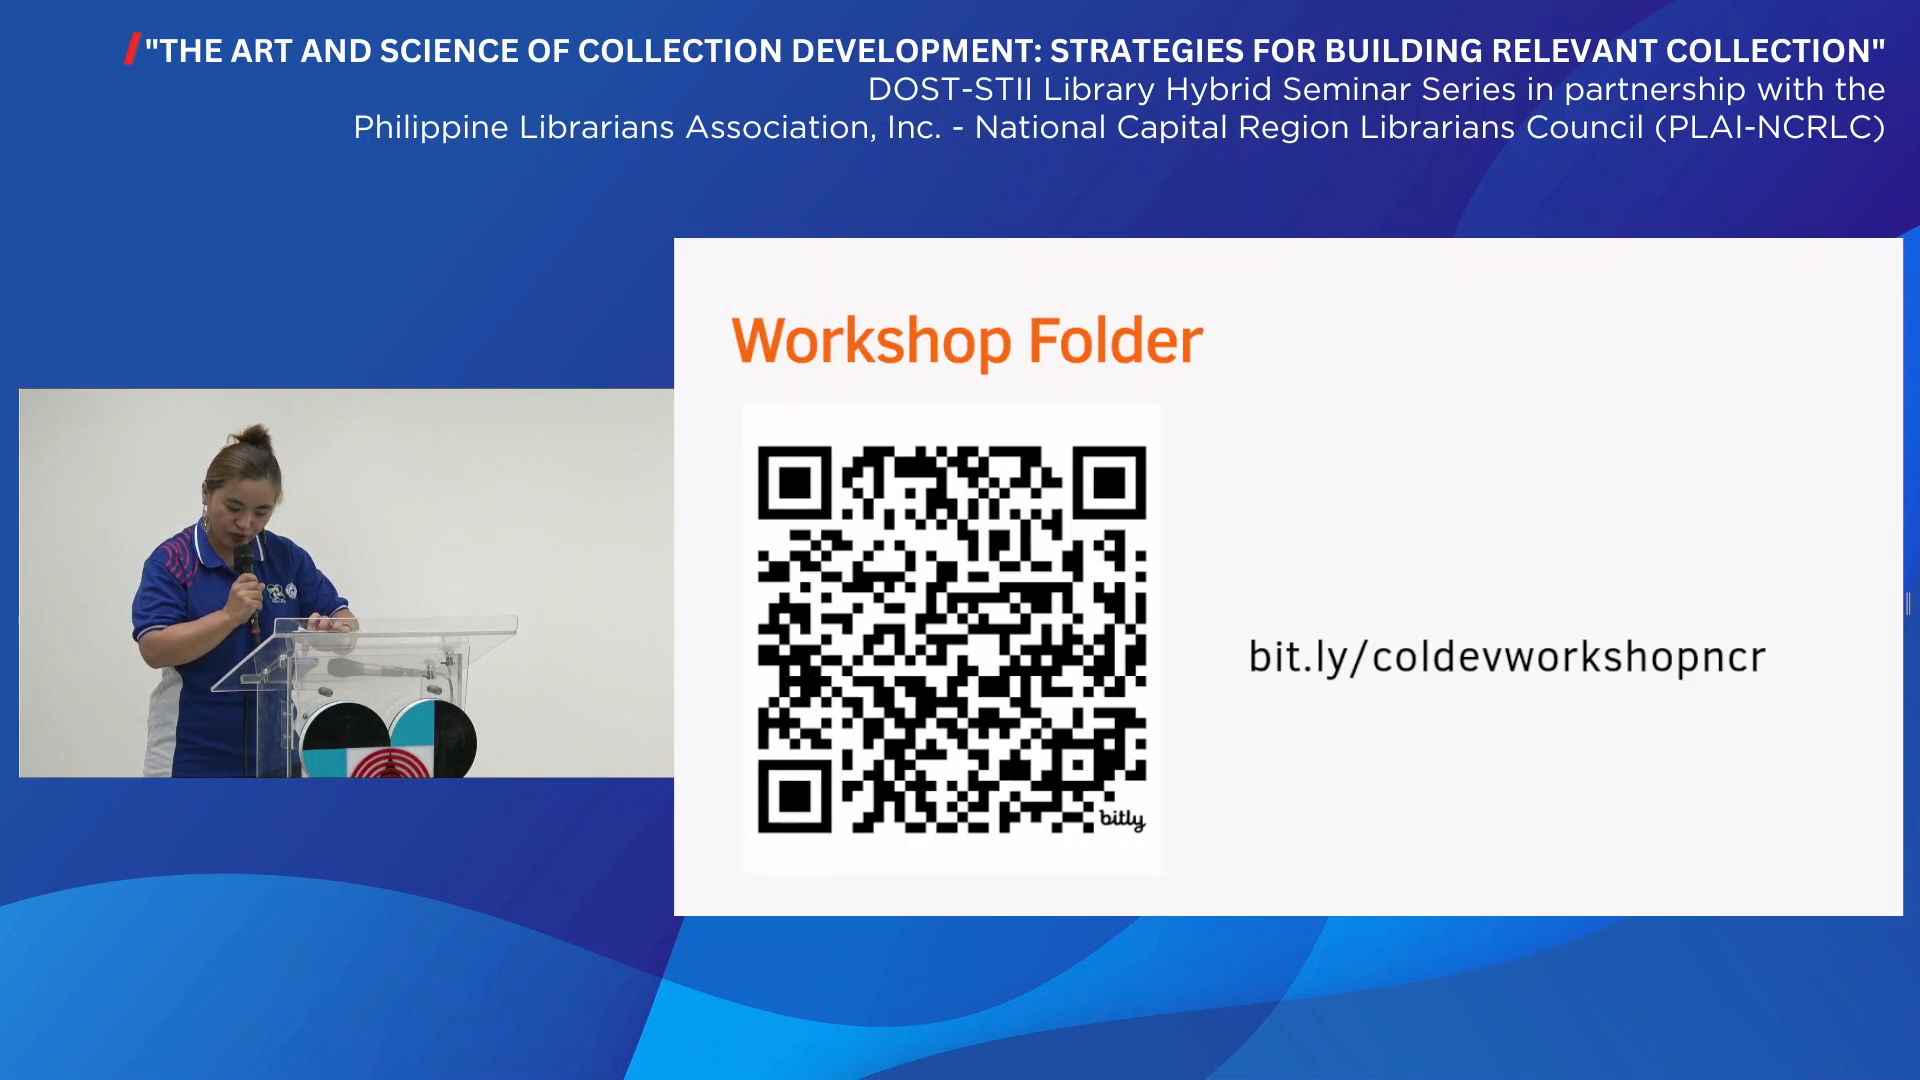 "THE ART AND SCIENCE OF COLLECTION DEVELOPMENT: STRATEGIES FOR BUILDING RELEVANT COLLECTION"
DOST-STII Library Hybrid Seminar Series in partnership with the
Philippine Librarians Association, Inc. - National Capital Region Librarians Council (PLAI-NCRLC)
Workshop Folder
bit.ly/coldevworkshopncr
bitly